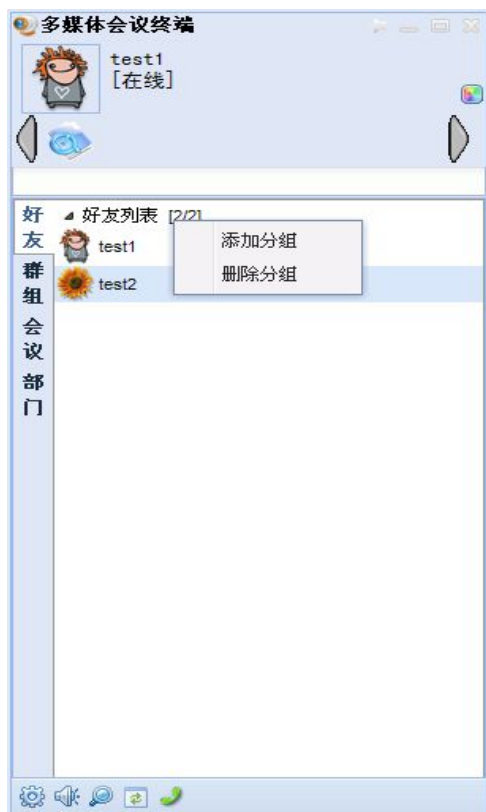 多媒体会议终端
test1
[在线]
好友
群组
会议
部门
好友列表 [2/2]
test1
test2
添加分组
删除分组